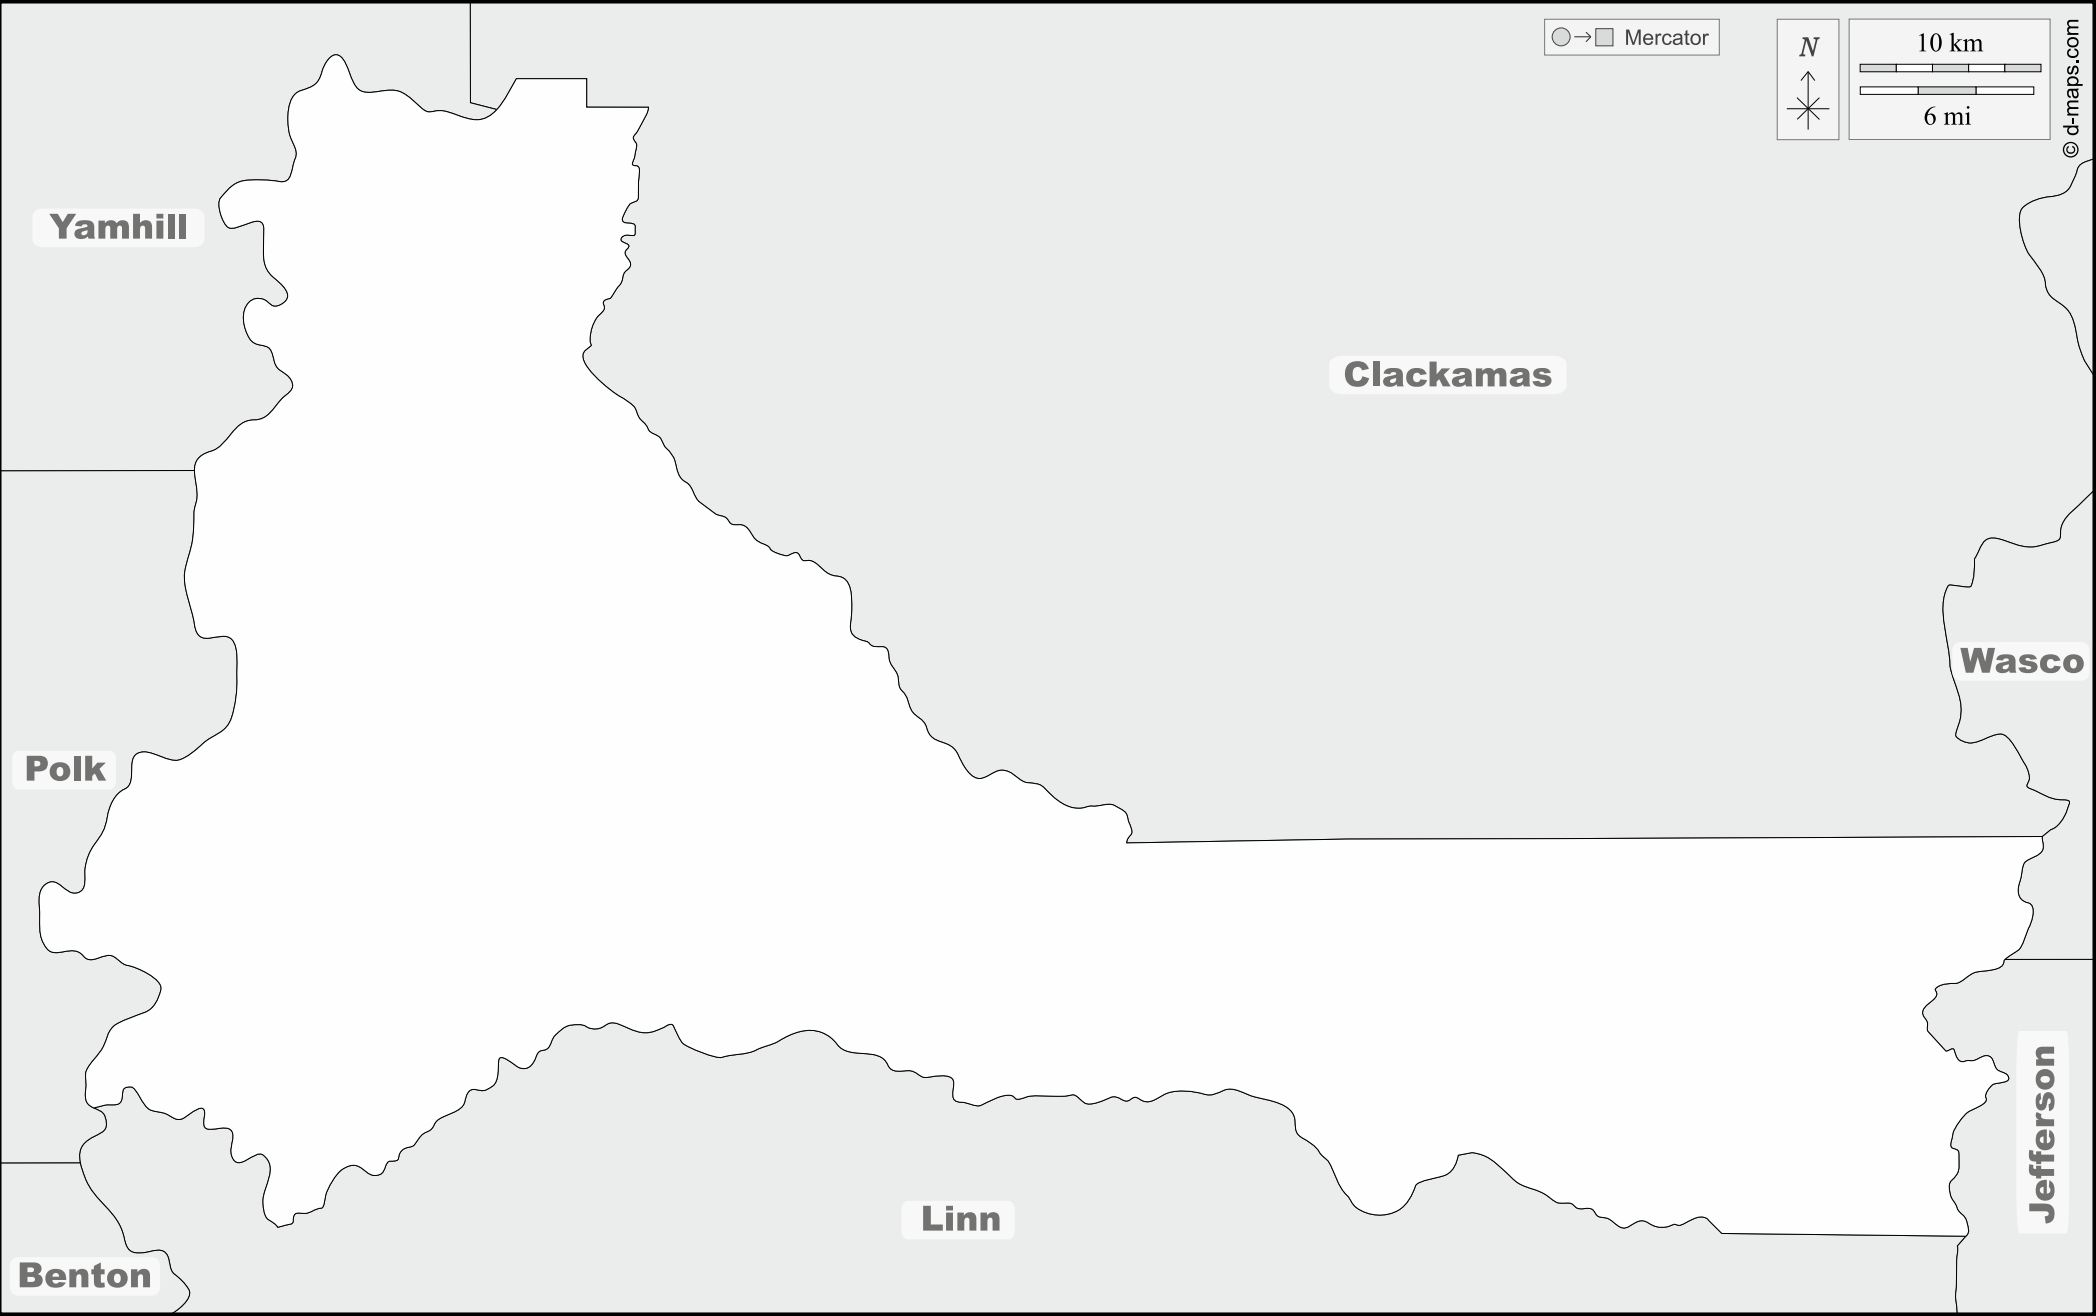 Mercator
N
10 km
6 mi
© d-maps.com
Yamhill
Clackamas
Wasco
Polk
Jefferson
Linn
Benton